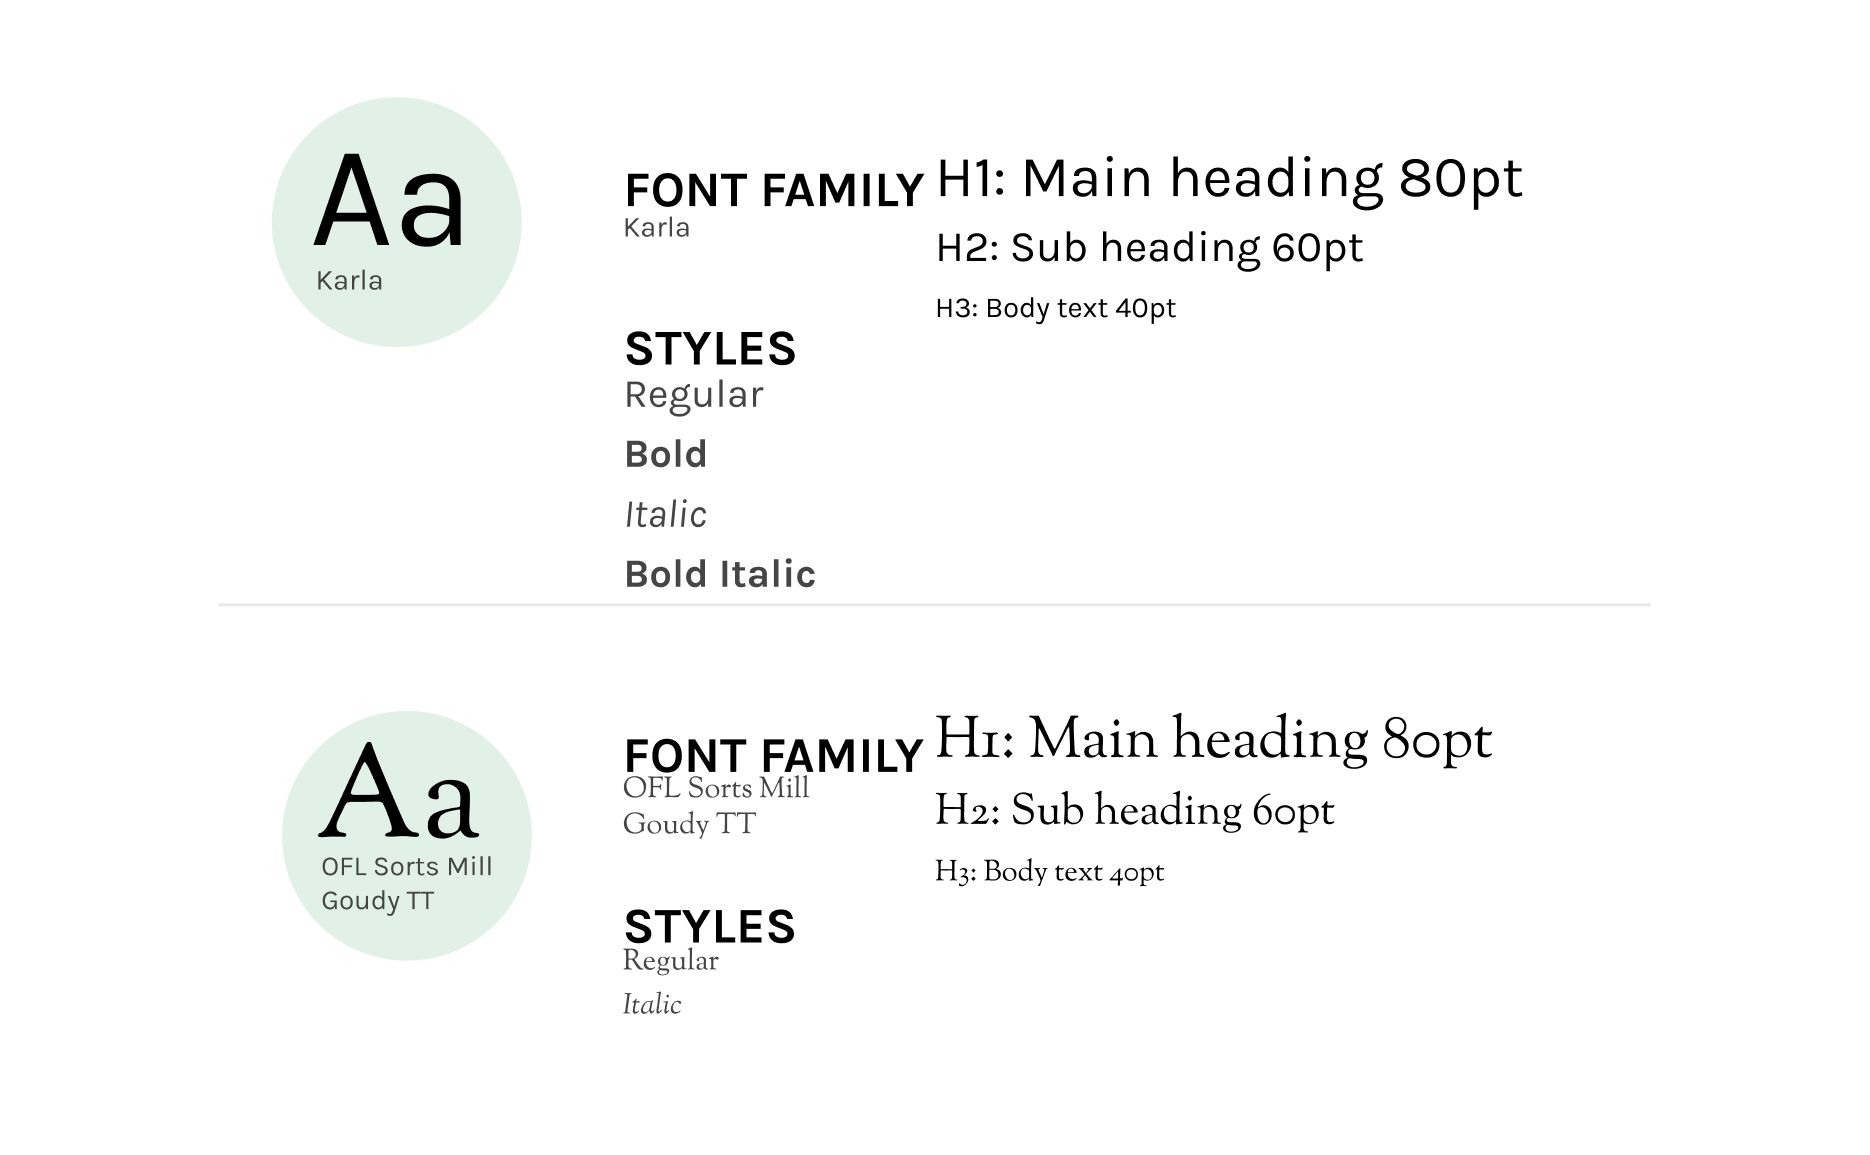 Aa
Karla
FONT FAMILY
Karla
STYLES
Regular
Bold
Italic
Bold Italic
H1: Main heading 80pt
H2: Sub heading 60pt
H3: Body text 40pt
Aa
OFL Sorts Mill
Goudy TT
FONT FAMILY
OFL Sorts Mill
Goudy TT
STYLES
Regular
Italic
H1: Main heading 80pt
H2: Sub heading 60pt
H3: Body text 40pt